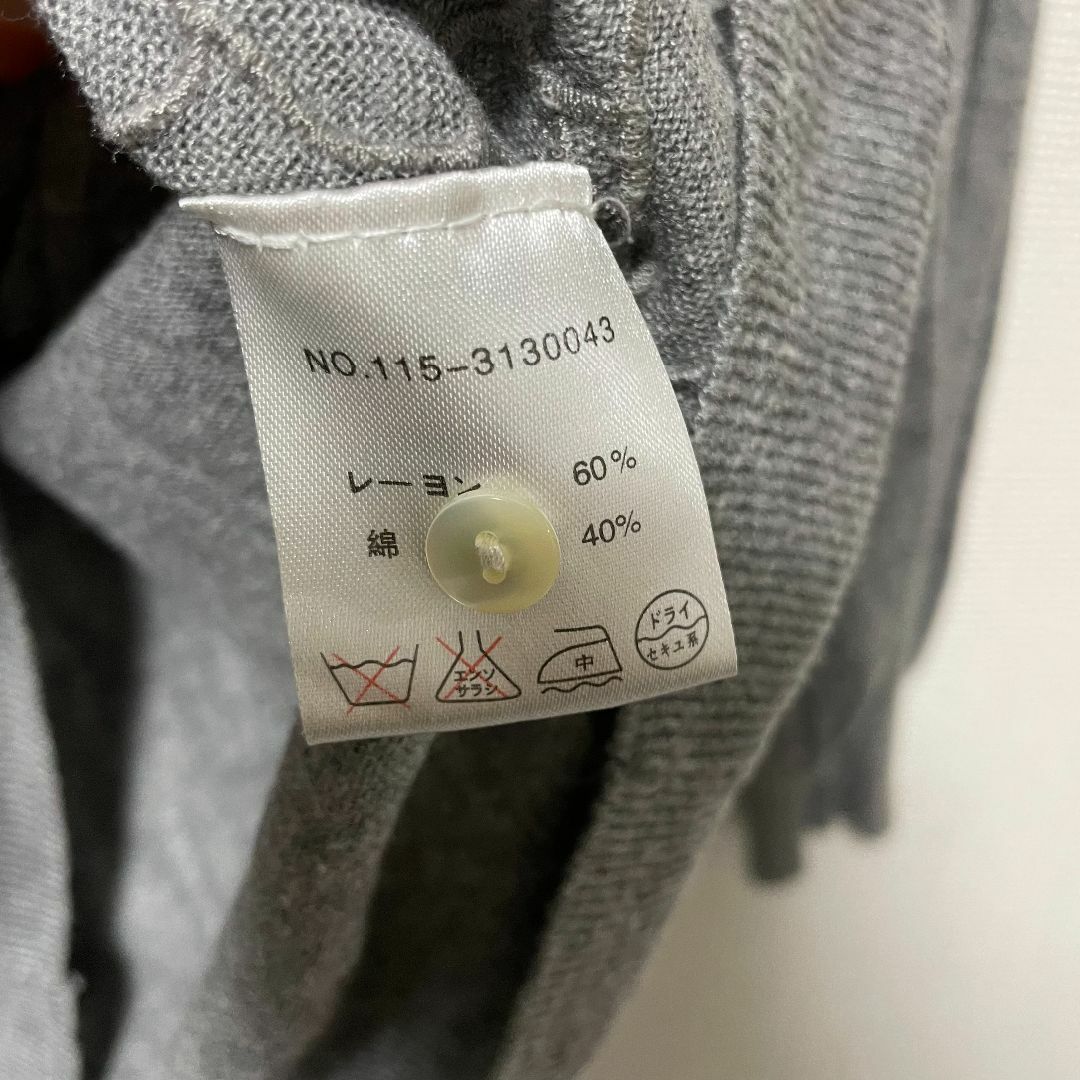 NO.115-3130043
レーヨン 60%
綿 40%
エンソ
サラシ
中
ドライ
セキユ系